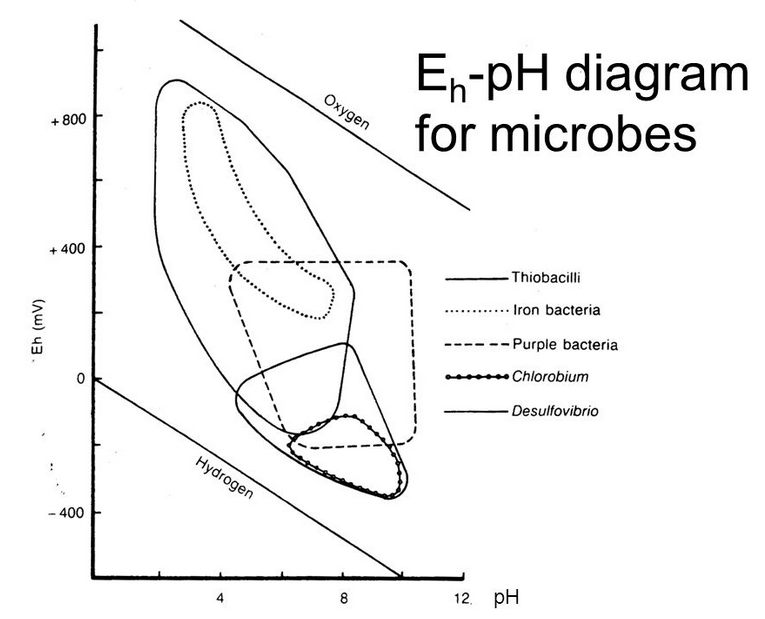 Eh-pH diagram
for microbes
Oxygen
+ 800
+ 400
Eh (mV)
0
- 400
Hydrogen
Thiobacilli
Iron bacteria
Purple bacteria
Chlorobium
Desulfovibrio
4
8
12
pH